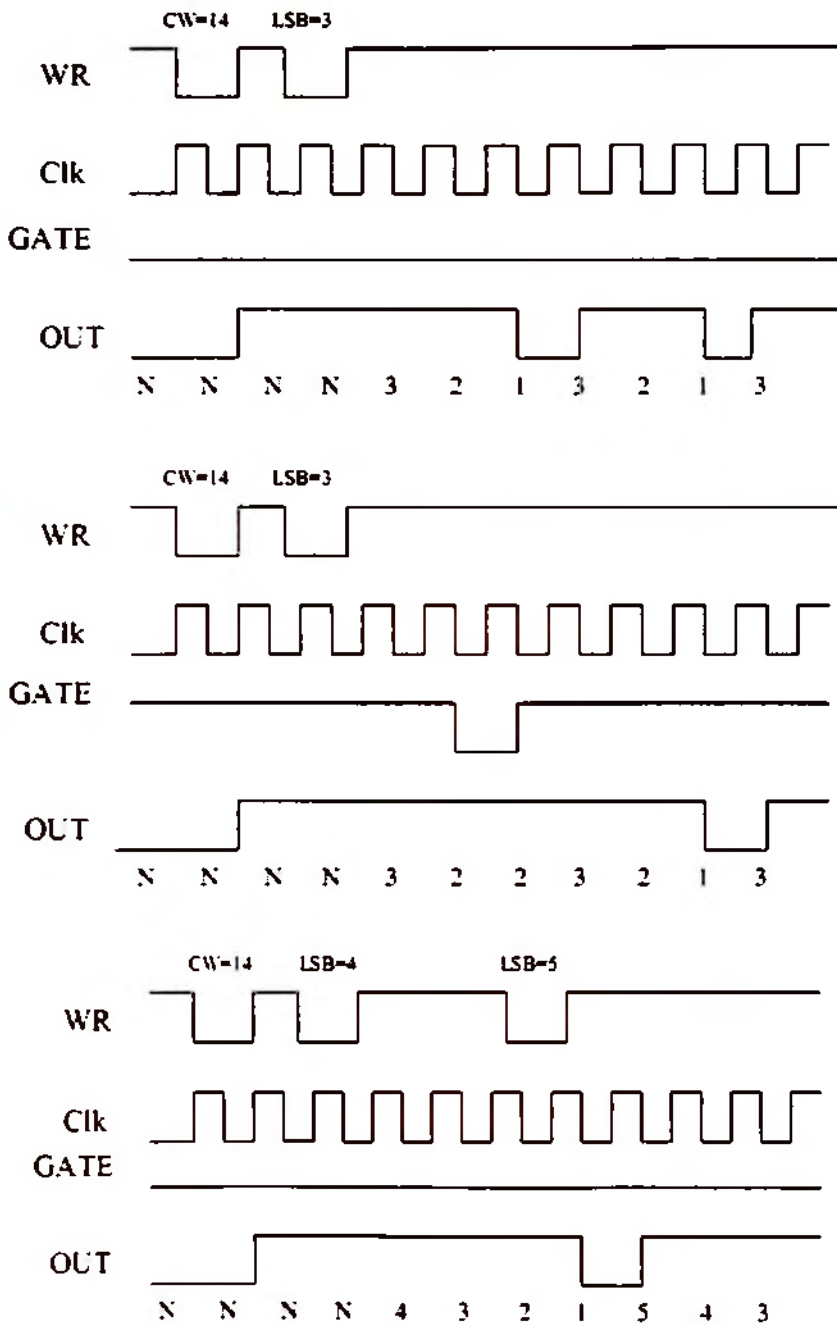 CW=14 LSB=3
WR
Clk
GATE
OUT
N N N N 3 2 1 3 2 1 3
CW=14 LSB=3
WR
Clk
GATE
OUT
N N N N 3 2 2 3 2 1 3
CW=14 LSB=4 LSB=5
WR
Clk
GATE
OUT
N N N N 4 3 2 1 5 4 3